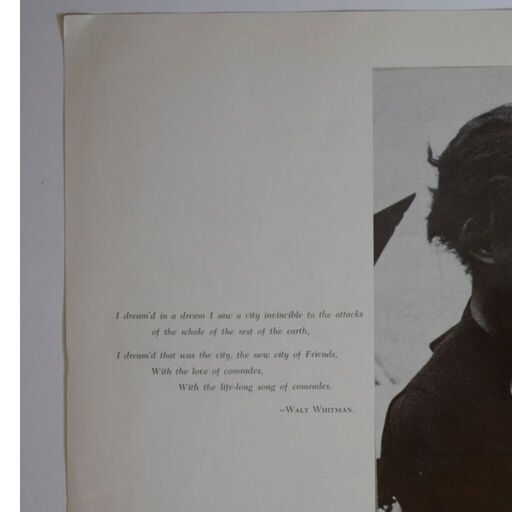 I dream'd in a dream I saw a city invincible to the attacks
of the whole of the rest of the earth,
I dream'd that was the city, the new city of Friends,
With the love of comrades,
With the life-long song of comrades.
—Walt Whitman.